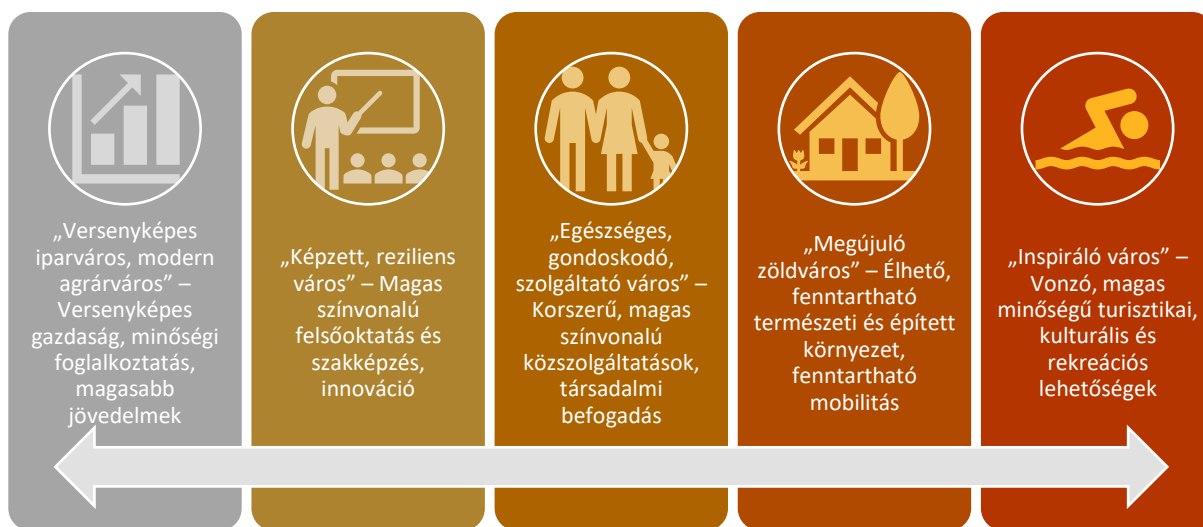 „Versenyképes
iparváros, modern
agrárváros” –
Versenyképes
gazdaság, minőségi
foglalkoztatás,
magasabb
jövedelmek
„Képzett, reziliens
város” – Magas
színvonalú
felsőoktatás és
szakképzés,
innováció
„Egészséges,
gondoskodó,
szolgáltató város” –
Korszerű, magas
színvonalú
közszolgáltatások,
társadalmi
befogadás
„Megújuló
zöldváros” – Élhető,
fenntartható
természeti és épített
környezet,
fenntartható
mobilitás
„Inspiráló város” –
Vonzó, magas
minőségű turisztikai,
kulturális és
rekreációs
lehetőségek